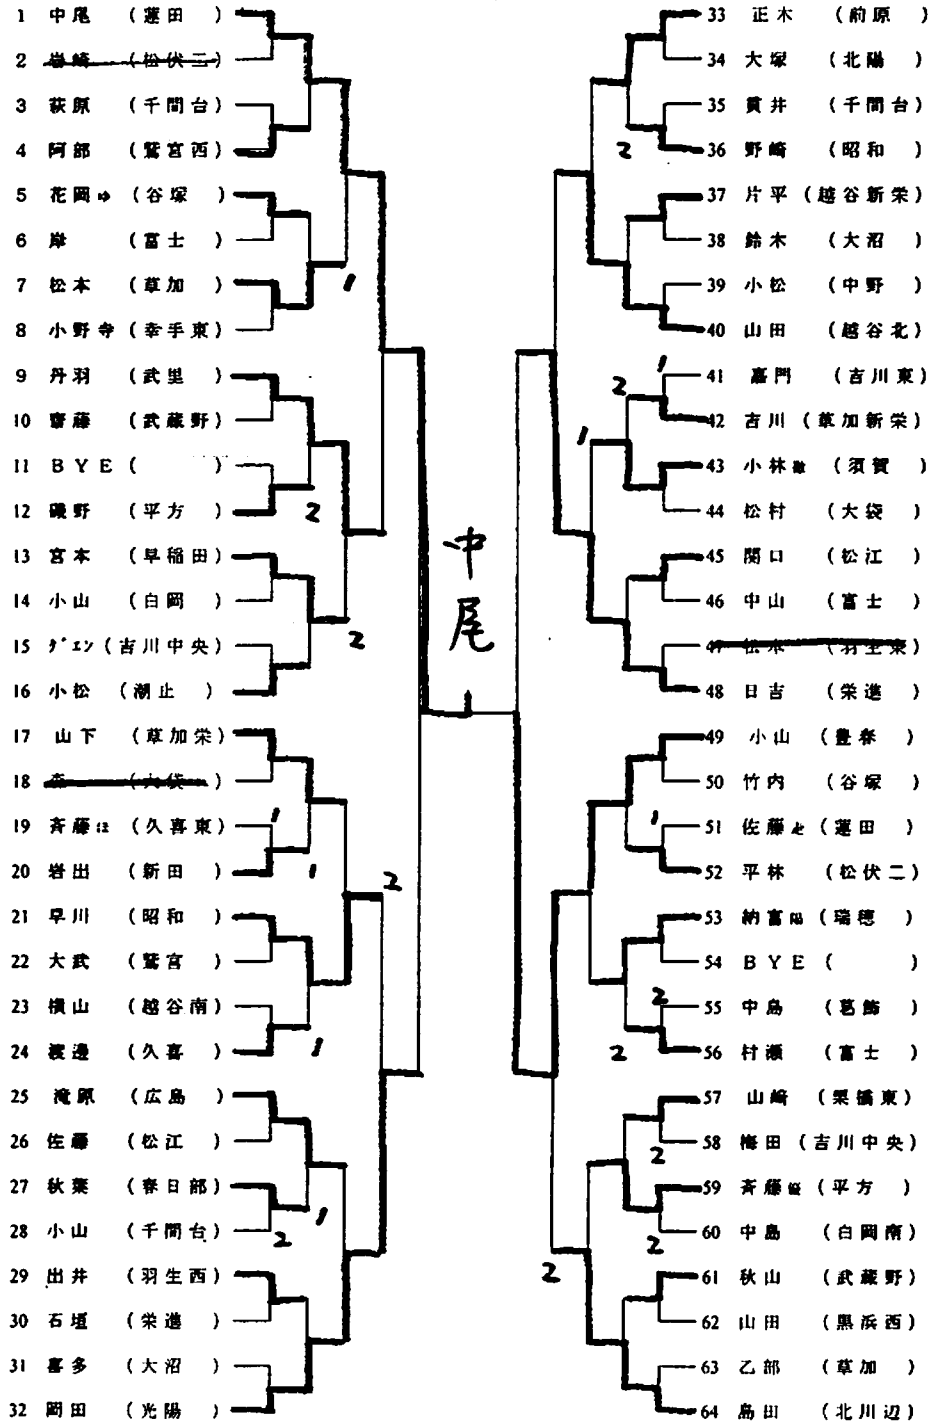 1 中尾 (蓮田)
2 岩崎 (松伏二)
3 荻原 (千間台)
4 阿部 (鷲宮西)
5 花岡ゆ (谷塚)
6 岸 (富士)
7 松本 (草加)
8 小野寺 (幸手東)
9 丹羽 (武里)
10 齋藤 (武蔵野)
11 BYE ( )
12 磯野 (平方)
13 宮本 (早稲田)
14 小山 (白岡)
15 ダエン (吉川中央)
16 小松 (潮止)
17 山下 (草加栄)
18 森 (大袋)
19 斉藤ほ (久喜東)
20 岩出 (新田)
21 早川 (昭和)
22 大武 (鷲宮)
23 横山 (越谷南)
24 渡邊 (久喜)
25 滝原 (広島)
26 佐藤 (松江)
27 秋葉 (春日部)
28 小山 (千間台)
29 出井 (羽生西)
30 石垣 (栄進)
31 喜多 (大沼)
32 岡田 (光陽)
1
2
2
1
1
2
1
1
2
中尾
33 正木 (前原)
34 大塚 (北陽)
35 貫井 (千間台)
36 野崎 (昭和)
37 片平 (越谷新栄)
38 鈴木 (大沼)
39 小松 (中野)
40 山田 (越谷北)
41 嘉門 (吉川東)
42 吉川 (草加新栄)
43 小林徹 (須賀)
44 松村 (大袋)
45 関口 (松江)
46 中山 (富士)
47 松本 (羽生東)
48 日吉 (栄進)
49 小山 (豊春)
50 竹内 (谷塚)
51 佐藤 (蓮田)
52 平林 (松伏二)
53 納富陽 (瑞穂)
54 BYE ( )
55 中島 (葛飾)
56 村瀬 (富士)
57 山崎 (栗橋東)
58 梅田 (吉川中央)
59 斉藤優 (平方)
60 中島 (白岡南)
61 秋山 (武蔵野)
62 山田 (黒浜西)
63 乙部 (草加)
64 島田 (北川辺)
2
1
2
1
1
2
2
2
2
2